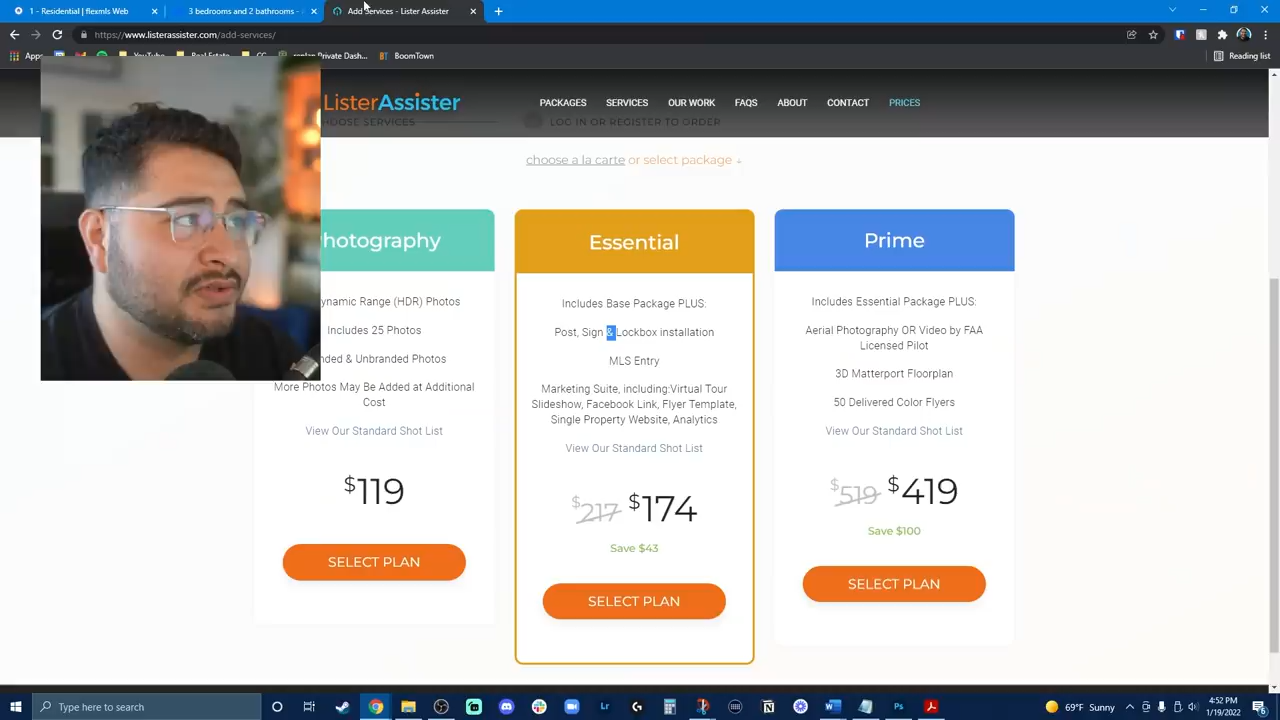 1 - Residential | flexmls Web
3 bedrooms and 2 bathrooms -
Add Services - Lister Assister
https://www.listerassister.com/add-services/
BoomTown
Reading list
ListerAssister
PACKAGES
SERVICES
OUR WORK
FAQS
ABOUT
CONTACT
PRICES
HOOSE SERVICES
LOG IN OR REGISTER TO ORDER
choose a la carte or select package ↓
hotography
ynamic Range (HDR) Photos
Includes 25 Photos
nded & Unbranded Photos
More Photos May Be Added at Additional
Cost
View Our Standard Shot List
$119
SELECT PLAN
Essential
Includes Base Package PLUS:
Post, Sign & Lockbox installation
MLS Entry
Marketing Suite, including:Virtual Tour
Slideshow, Facebook Link, Flyer Template,
Single Property Website, Analytics
View Our Standard Shot List
$217 $174
Save $43
SELECT PLAN
Prime
Includes Essential Package PLUS:
Aerial Photography OR Video by FAA
Licensed Pilot
3D Matterport Floorplan
50 Delivered Color Flyers
View Our Standard Shot List
$519 $419
Save $100
SELECT PLAN
Type here to search
69°F Sunny
4:52 PM
1/19/2022